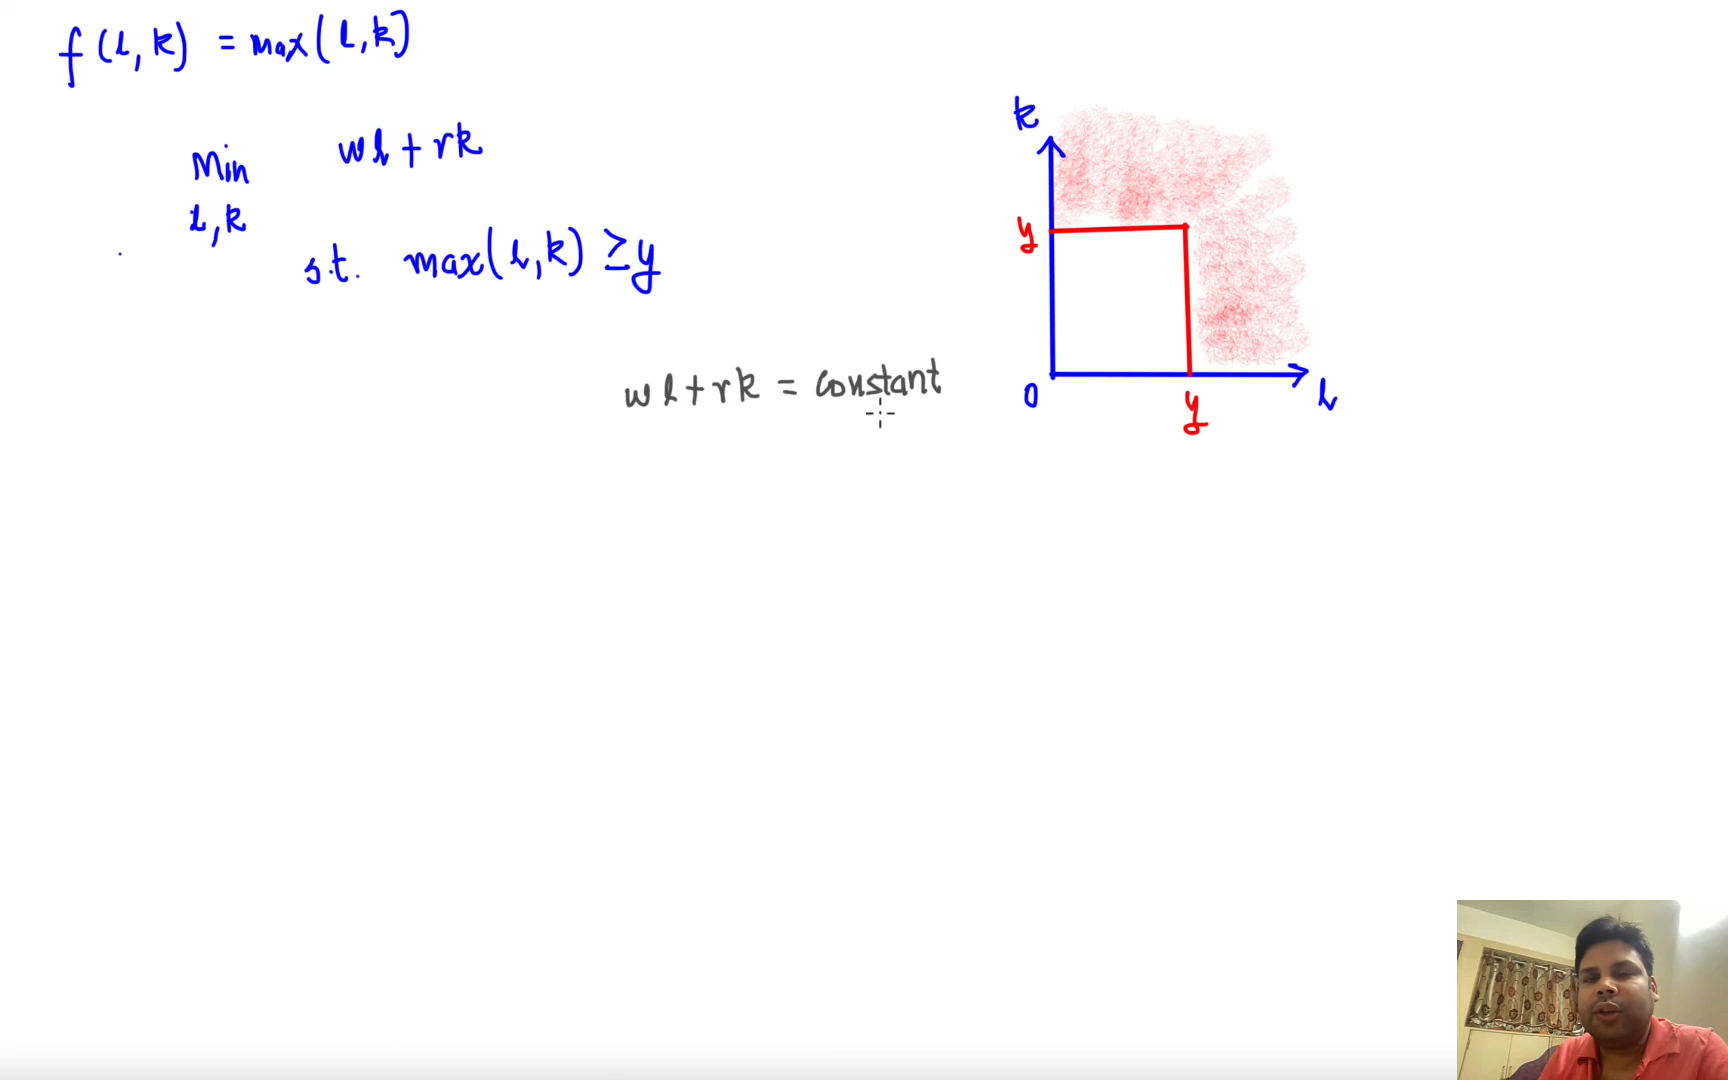 f(L,k) = max(L,k)
Min wL+rk
L,k
s.t. max(L,k) ≥y
wL+rk = constant
k
y
0
y
L